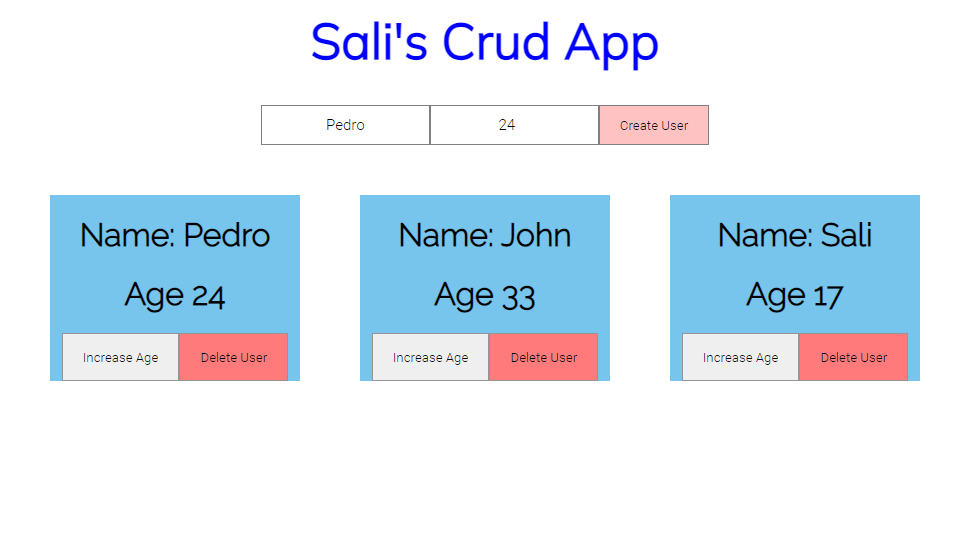 Sali's Crud App
Pedro 24 Create User
Name: Pedro Name: John Name: Sali
Age 24 Age 33 Age 17
Increase Age Delete User Increase Age Delete User Increase Age Delete User